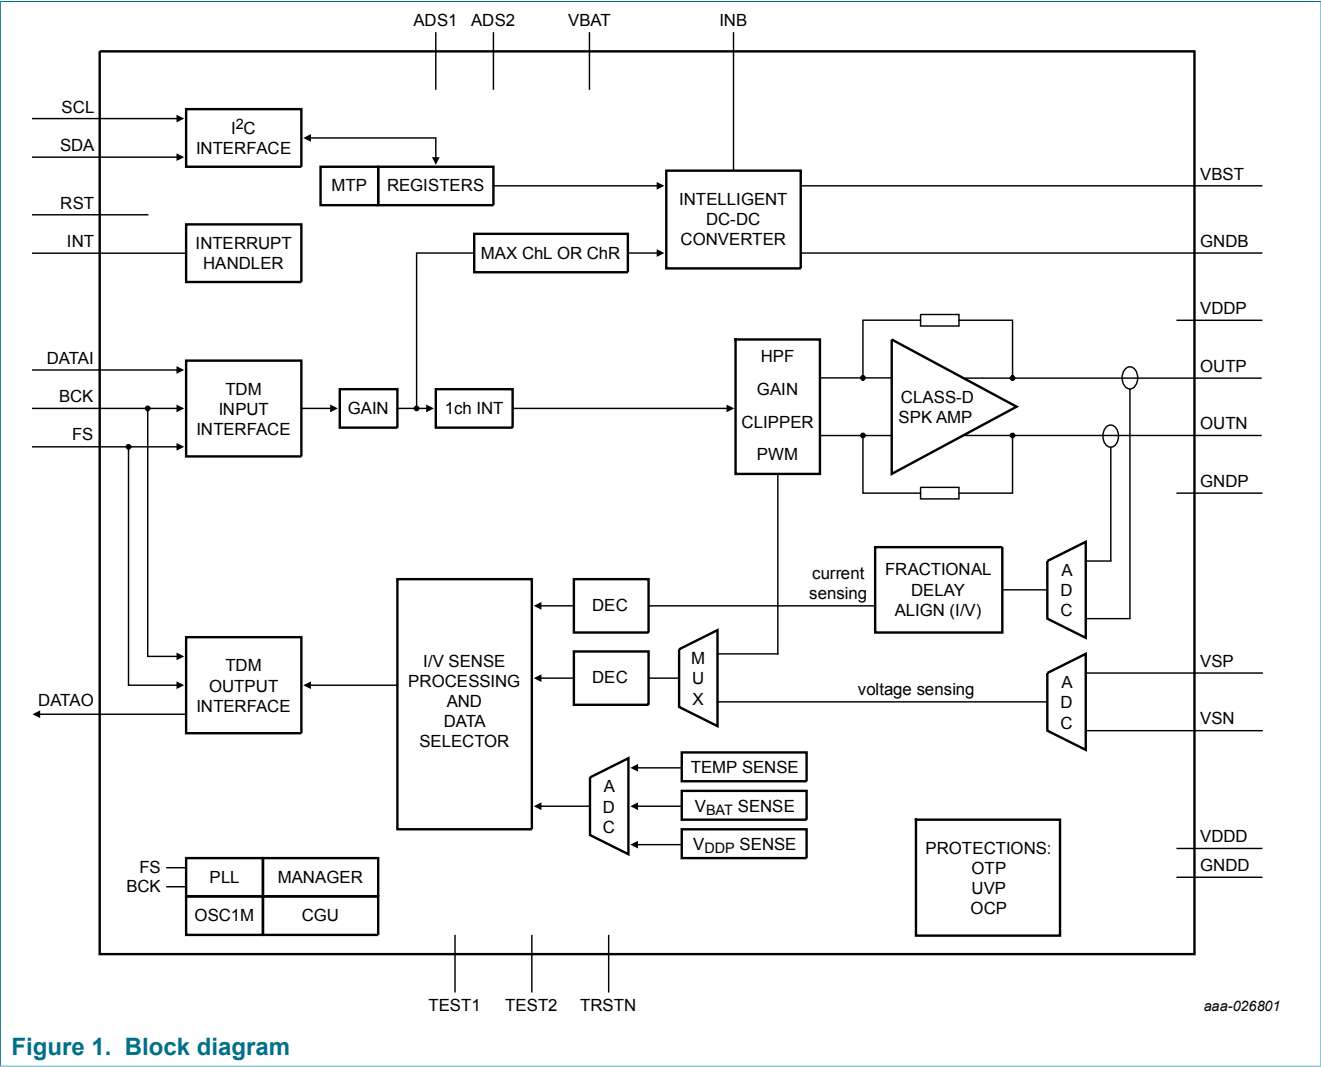 ADS1 ADS2 VBAT INB
SCL
SDA
RST
INT
I2C
INTERFACE
MTP REGISTERS
INTERRUPT
HANDLER
MAX ChL OR ChR
INTELLIGENT
DC-DC
CONVERTER
VBST
GNDB
VDDP
OUTP
OUTN
GNDP
DATAI
BCK
FS
TDM
INPUT
INTERFACE
GAIN
1ch INT
HPF
GAIN
CLIPPER
PWM
CLASS-D
SPK AMP
current
sensing
FRACTIONAL
DELAY
ALIGN (I/V)
A
D
C
DEC
DEC
M
U
X
voltage sensing
A
D
C
VSP
VSN
I/V SENSE
PROCESSING
AND
DATA
SELECTOR
TDM
OUTPUT
INTERFACE
DATAO
A
D
C
TEMP SENSE
VBAT SENSE
VDDP SENSE
PROTECTIONS:
OTP
UVP
OCP
VDDD
GNDD
FS
BCK
PLL MANAGER
OSC1M CGU
TEST1 TEST2 TRSTN
aaa-026801
Figure 1. Block diagram